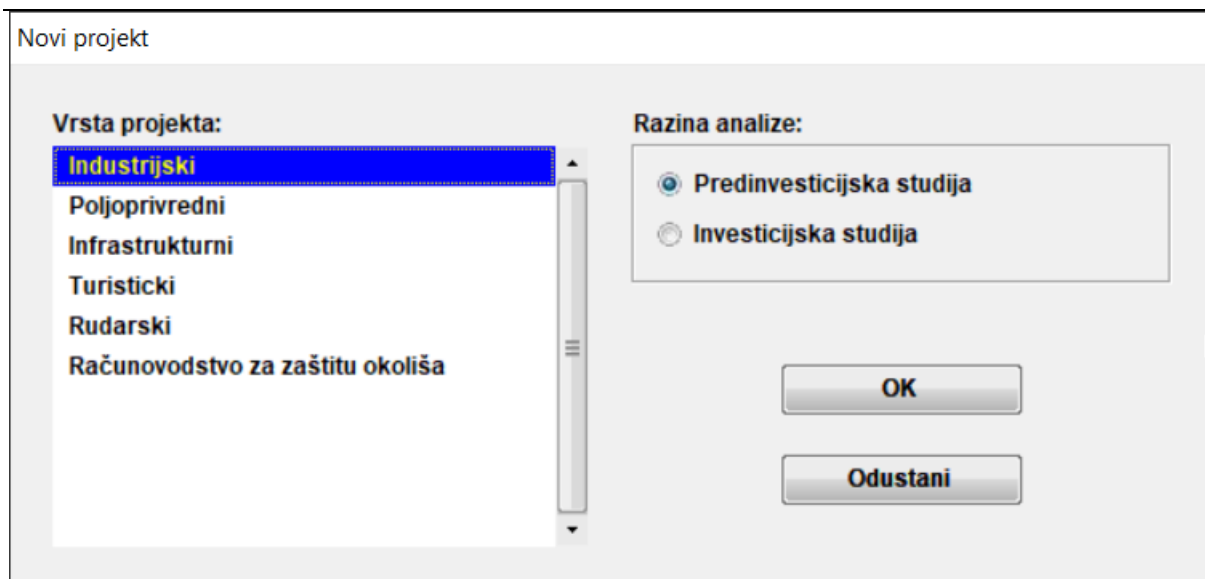 Novi projekt
Vrsta projekta:
Industrijski
Poljoprivredni
Infrastrukturni
Turisticki
Rudarski
Računovodstvo za zaštitu okoliša
Razina analize:
Predinvesticijska studija
Investicijska studija
OK
Odustani